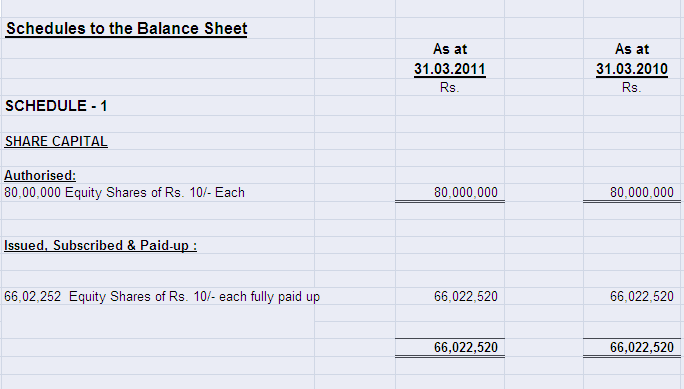 Schedules to the Balance Sheet
As at As at
31.03.2011 31.03.2010
Rs. Rs.
SCHEDULE - 1
SHARE CAPITAL
Authorised:
80,00,000 Equity Shares of Rs. 10/- Each 80,000,000 80,000,000
Issued, Subscribed & Paid-up :
66,02,252 Equity Shares of Rs. 10/- each fully paid up 66,022,520 66,022,520
66,022,520 66,022,520